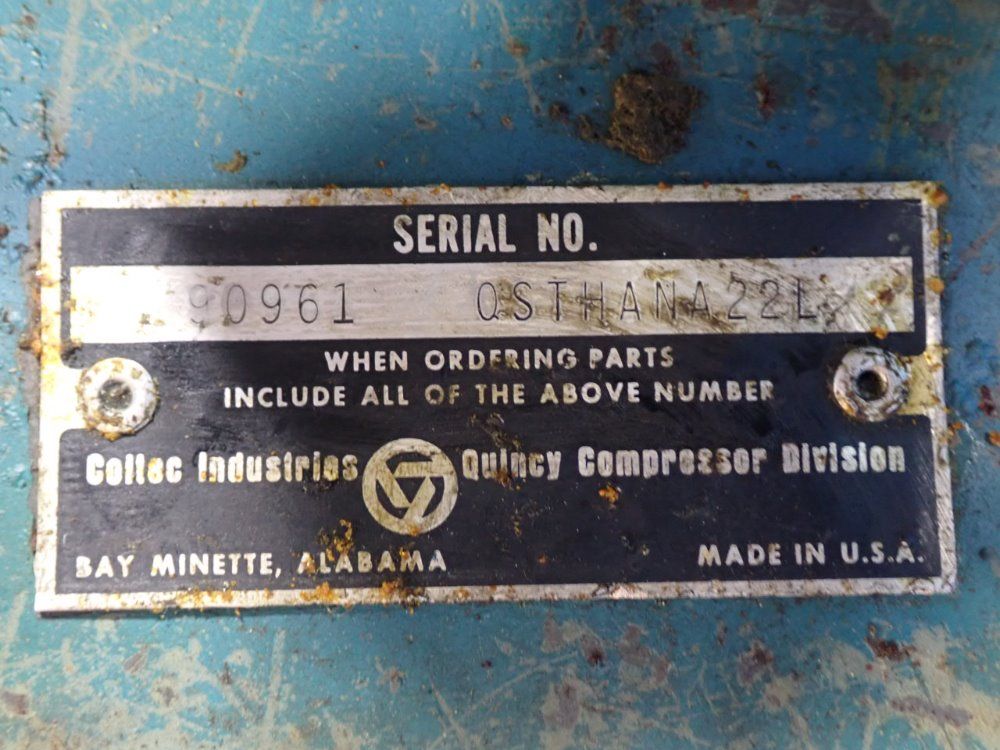 SERIAL NO.
90961 QSTHANA22L
WHEN ORDERING PARTS
INCLUDE ALL OF THE ABOVE NUMBER
Coltec Industries Quincy Compressor Division
BAY MINETTE, ALABAMA MADE IN U.S.A.